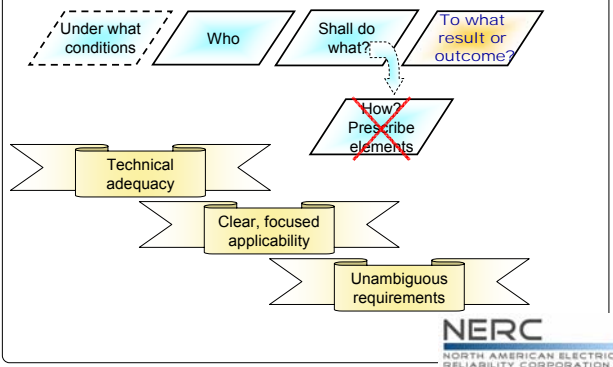 Under what
conditions
Who
Shall do
what?
To what
result or
outcome?
How?
Prescribe
elements
Technical
adequacy
Clear, focused
applicability
Unambiguous
requirements
NERC
NORTH AMERICAN ELECTRIC
RELIABILITY CORPORATION